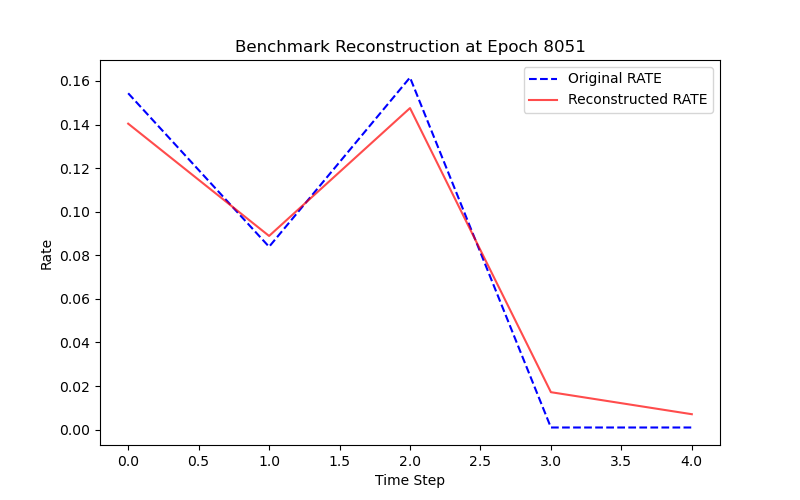 Benchmark Reconstruction at Epoch 8051
Original RATE
Reconstructed RATE
0.16
0.14
0.12
0.10
0.08
0.06
0.04
0.02
0.00
Rate
0.0 0.5 1.0 1.5 2.0 2.5 3.0 3.5 4.0
Time Step